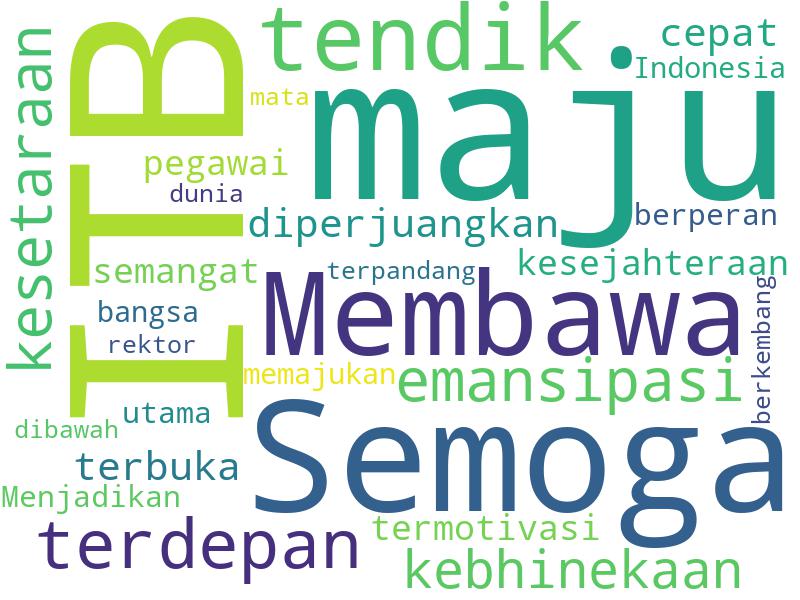 tendik
cepat
Indonesia
kesetaraan
ITB
mata
maju
pegawai
dunia
diperjuangkan
berperan
semangat
terpandang
kesejahteraan
bangsa
Membawa
berkembang
rektor
memajukan
emansipasi
utama
dibawah
Semoga
terbuka
Menjadikan
terdepan
termotivasi
kebhinekaan